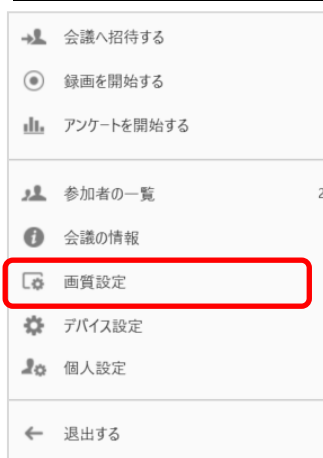 会議へ招待する
録画を開始する
アンケートを開始する
参加者の一覧 2
会議の情報
画質設定
デバイス設定
個人設定
退出する